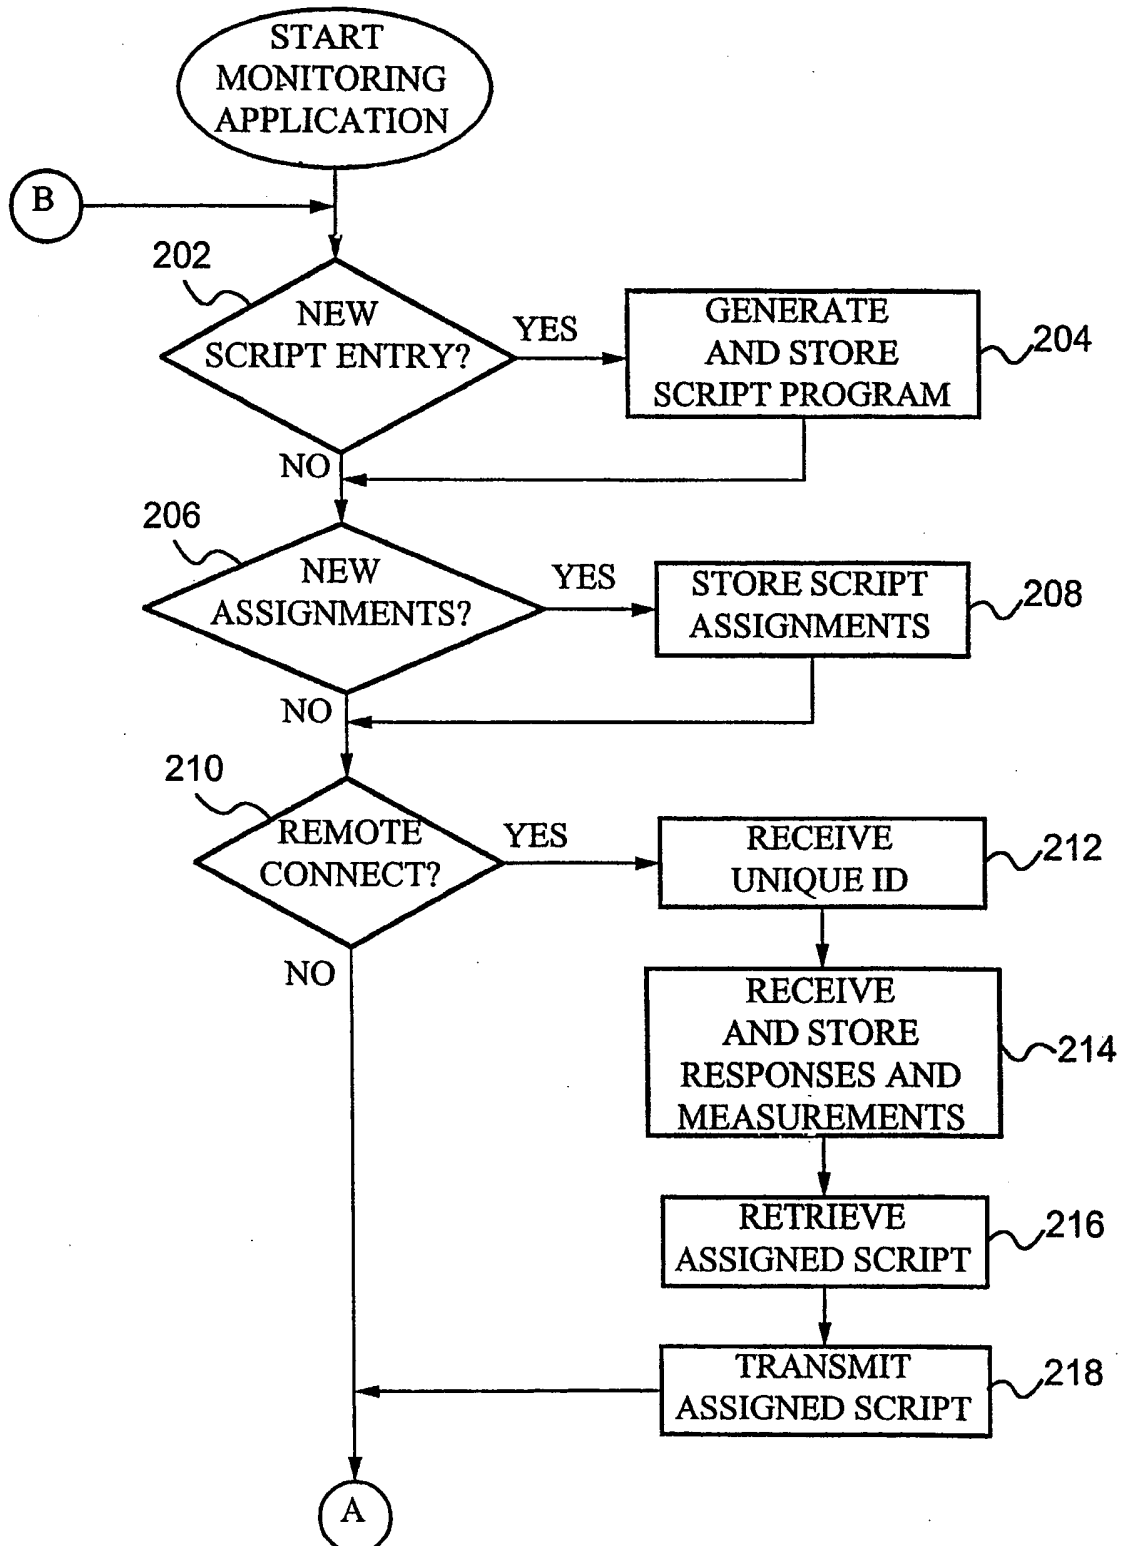 START
MONITORING
APPLICATION
B
202
NEW
SCRIPT ENTRY?
YES
GENERATE
AND STORE
SCRIPT PROGRAM
204
NO
206
NEW
ASSIGNMENTS?
YES
STORE SCRIPT
ASSIGNMENTS
208
NO
210
REMOTE
CONNECT?
YES
RECEIVE
UNIQUE ID
212
NO
RECEIVE
AND STORE
RESPONSES AND
MEASUREMENTS
214
RETRIEVE
ASSIGNED SCRIPT
216
TRANSMIT
ASSIGNED SCRIPT
218
A